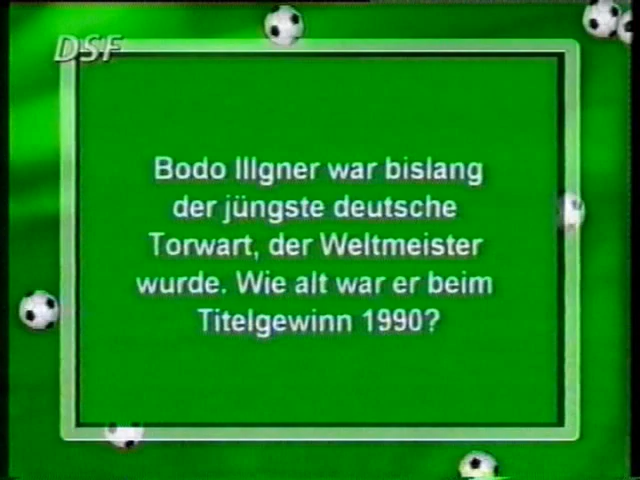 DSF
Bodo Illgner war bislang
der jüngste deutsche
Torwart, der Weltmeister
wurde. Wie alt war er beim
Titelgewinn 1990?